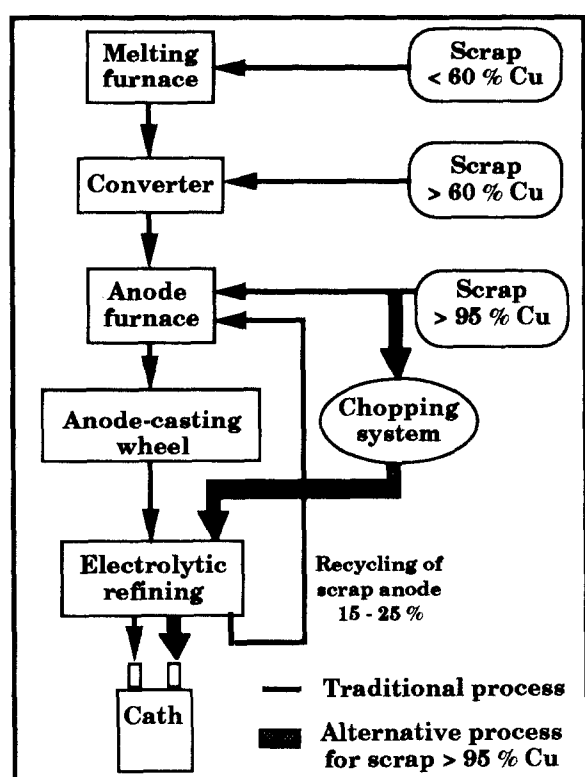 Melting
furnace
Scrap
< 60 % Cu
Converter
Scrap
> 60 % Cu
Anode
furnace
Scrap
> 95 % Cu
Anode-casting
wheel
Chopping
system
Electrolytic
refining
Recycling of
scrap anode
15 - 25 %
Cath
Traditional process
Alternative process
for scrap > 95 % Cu